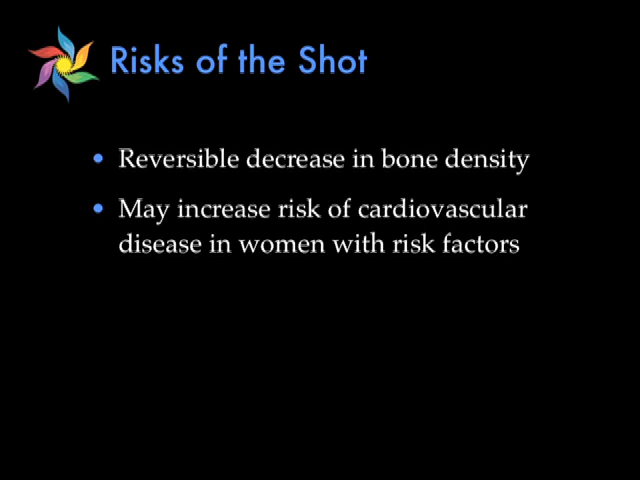 Risks of the Shot
• Reversible decrease in bone density
• May increase risk of cardiovascular
disease in women with risk factors